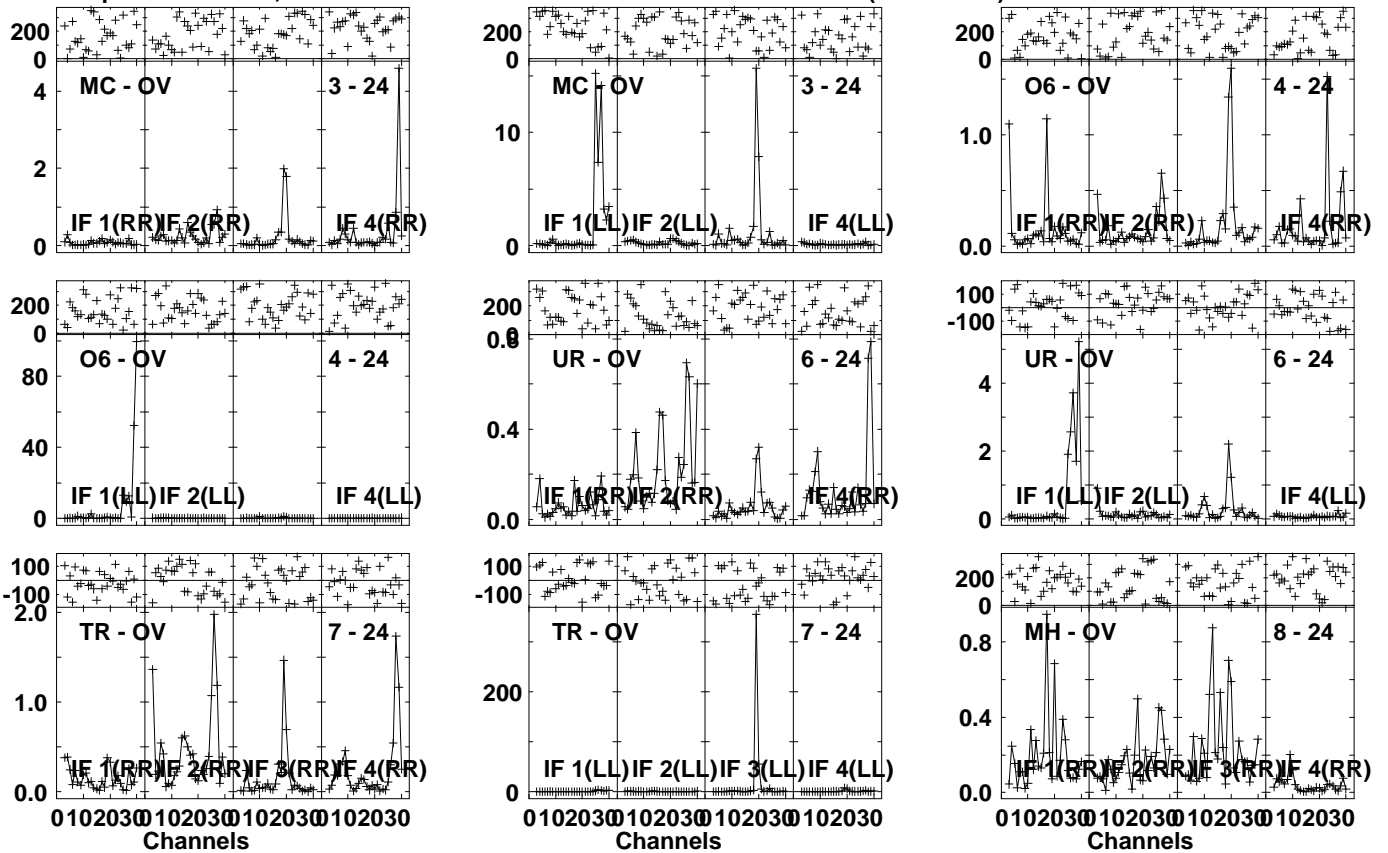 200
0
MC - OV 3 - 24
4
2
0
IF 1(RR) IF 2(RR) IF 4(RR)
200
0
MC - OV 3 - 24
10
0
IF 1(LL) IF 2(LL) IF 4(LL)
200
0
O6 - OV 4 - 24
1.0
0.0
IF 1(RR) IF 2(RR) IF 4(RR)
200
0
O6 - OV 4 - 24
80
40
0
IF 1(LL) IF 2(LL) IF 4(LL)
200
0
0.8
UR - OV 6 - 24
0.4
0.0
IF 1(RR) IF 2(RR) IF 4(RR)
100
-100
UR - OV 6 - 24
4
2
0
IF 1(LL) IF 2(LL) IF 4(LL)
100
-100
2.0
TR - OV 7 - 24
1.0
0.0
IF 1(RR) IF 2(RR) IF 3(RR) IF 4(RR)
0102030 0102030 0102030 0102030
Channels
100
-100
TR - OV 7 - 24
200
0
IF 1(LL) IF 2(LL) IF 3(LL) IF 4(LL)
0102030 0102030 0102030 0102030
Channels
200
0
MH - OV 8 - 24
0.8
0.4
0.0
IF 1(RR) IF 2(RR) IF 3(RR) IF 4(RR)
0102030 0102030 0102030 0102030
Channels